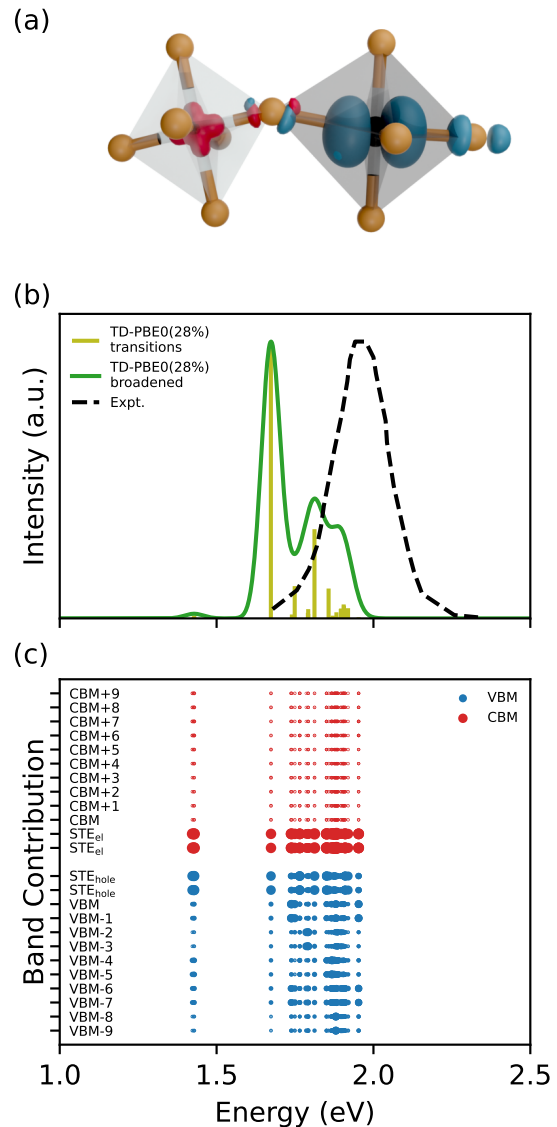 (a)
(b)
Intensity (a.u.)
TD-PBE0(28%)
transitions
TD-PBE0(28%)
broadened
Expt.
(c)
Band Contribution
CBM+9
CBM+8
CBM+7
CBM+6
CBM+5
CBM+4
CBM+3
CBM+2
CBM+1
CBM
STEel
STEel
STEhole
STEhole
VBM
VBM-1
VBM-2
VBM-3
VBM-4
VBM-5
VBM-6
VBM-7
VBM-8
VBM-9
VBM
CBM
1.0 1.5 2.0 2.5
Energy (eV)